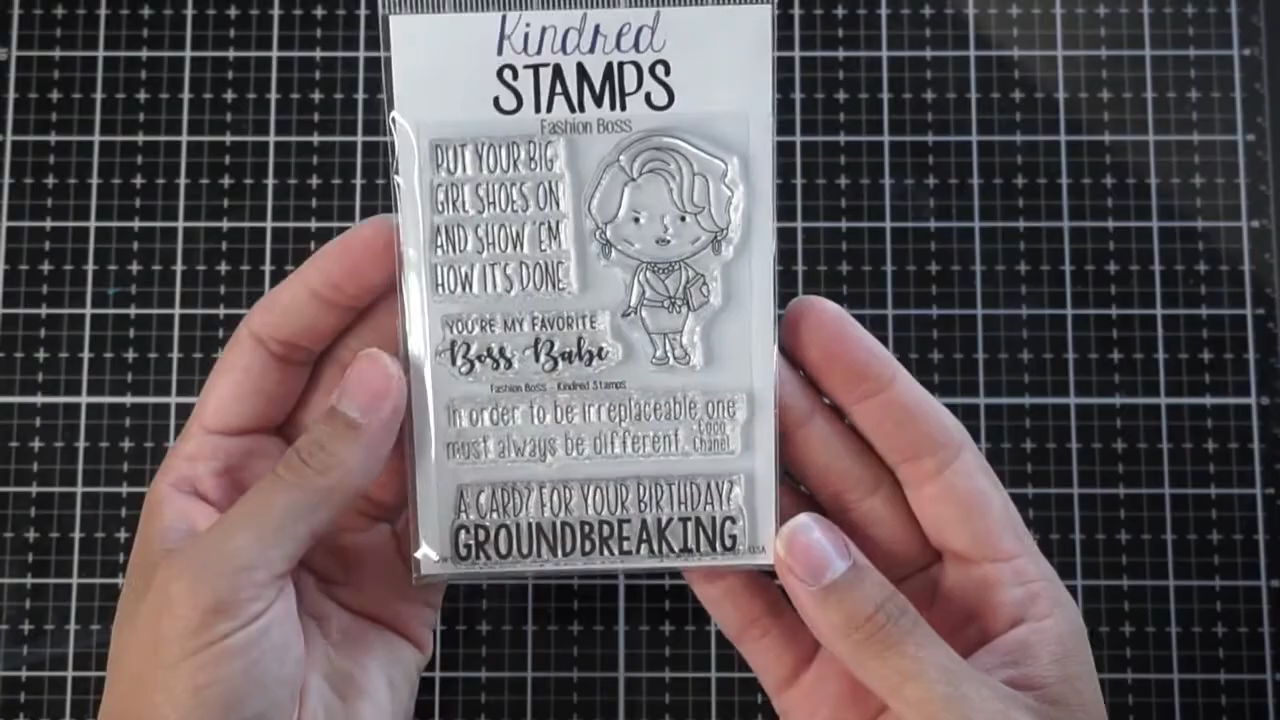 Kindred
STAMPS
Fashion Boss
PUT YOUR BIG
GIRL SHOES ON
AND SHOW 'EM
HOW IT'S DONE
YOU'RE MY FAVORITE
Boss Babe
Fashion Boss - Kindred Stamps
In order to be irreplaceable one
must always be different. -Coco
Chanel
A CARD? FOR YOUR BIRTHDAY?
GROUNDBREAKING
USA